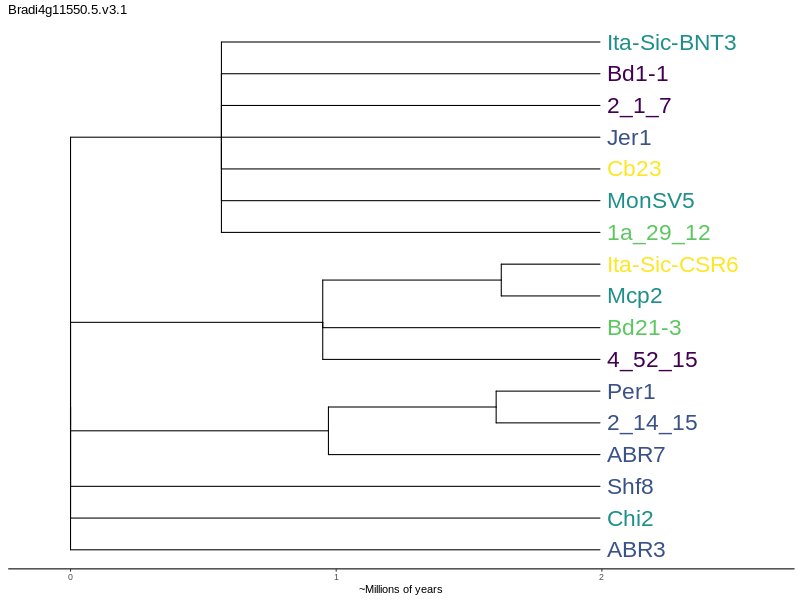 Bradi4g11550.5.v3.1
Ita-Sic-BNT3
Bd1-1
2_1_7
Jer1
Cb23
MonSV5
1a_29_12
Ita-Sic-CSR6
Mcp2
Bd21-3
4_52_15
Per1
2_14_15
ABR7
Shf8
Chi2
ABR3
0 1 2
~Millions of years